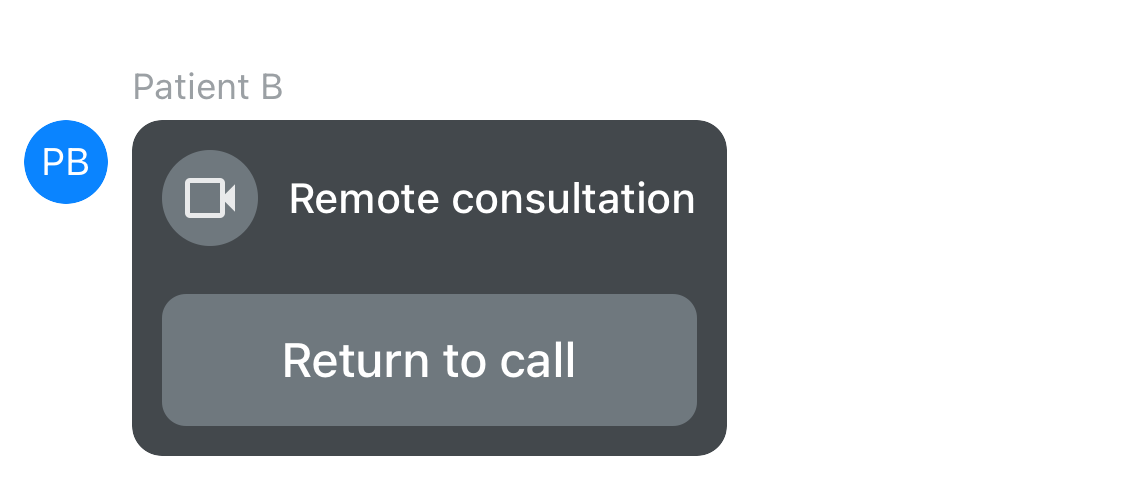 Patient B
PB
Remote consultation
Return to call